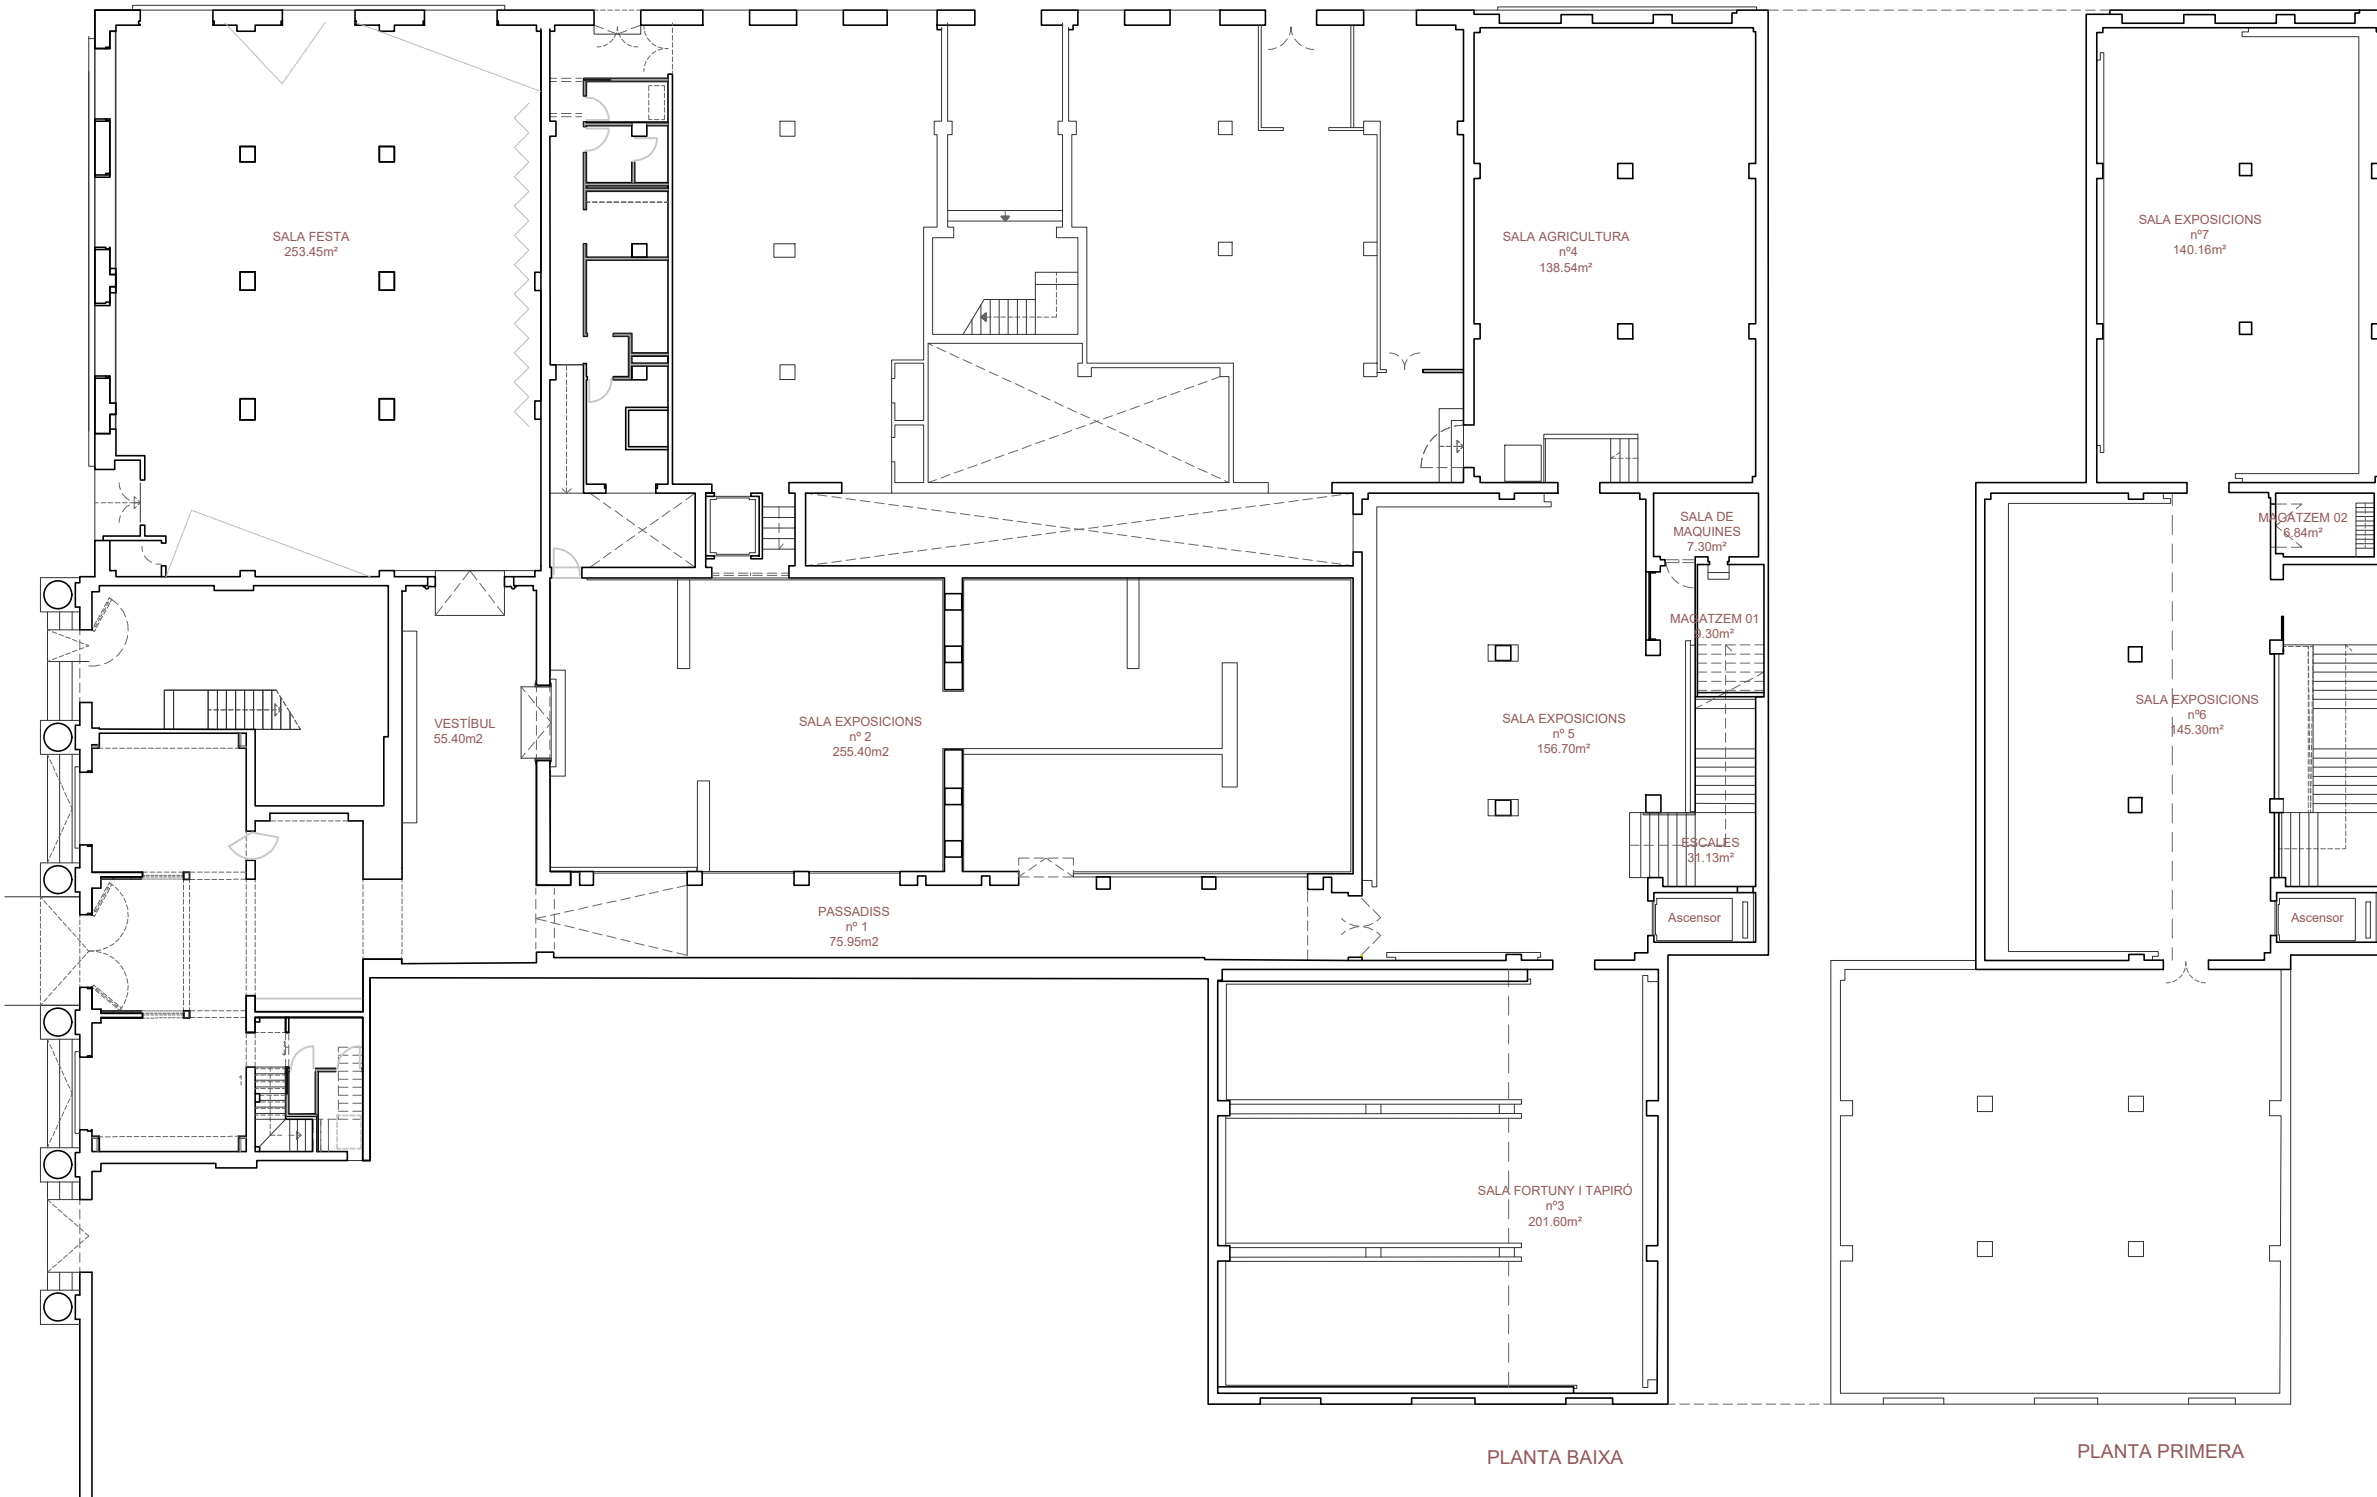 SALA FESTA
253.45m²
SALA AGRICULTURA
nº4
138.54m²
SALA EXPOSICIONS
nº7
140.16m²
SALA DE
MAQUINES
7.30m²
MAGATZEM 02
6.84m²
MAGATZEM 01
9.30m²
VESTÍBUL
55.40m2
SALA EXPOSICIONS
nº 2
255.40m2
SALA EXPOSICIONS
nº 5
156.70m²
SALA EXPOSICIONS
nº6
145.30m²
ESCALES
31.13m²
PASSADISS
nº 1
75.95m2
Ascensor
Ascensor
SALA FORTUNY I TAPIRÓ
nº3
201.60m²
PLANTA BAIXA
PLANTA PRIMERA